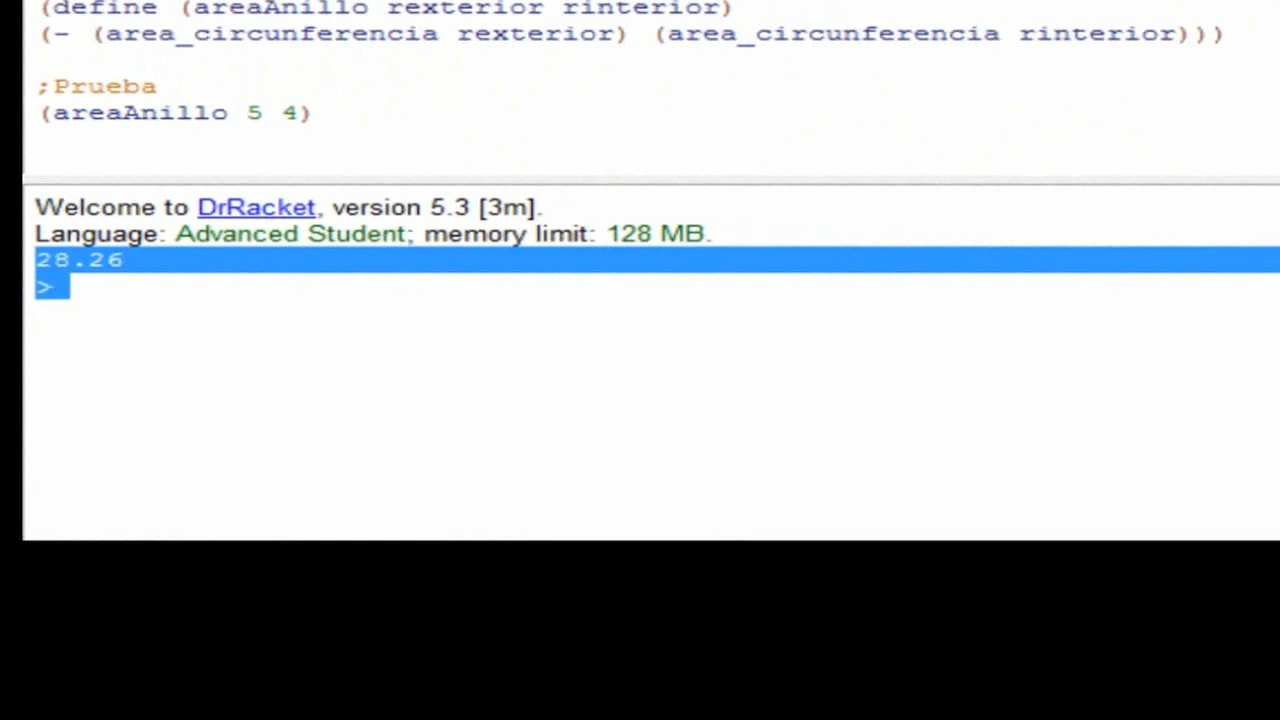 (define (areaAnillo rexterior rinterior)
(- (area_circunferencia rexterior) (area_circunferencia rinterior)))
;Prueba
(areaAnillo 5 4)
Welcome to DrRacket, version 5.3 [3m].
Language: Advanced Student; memory limit: 128 MB.
28.26
>